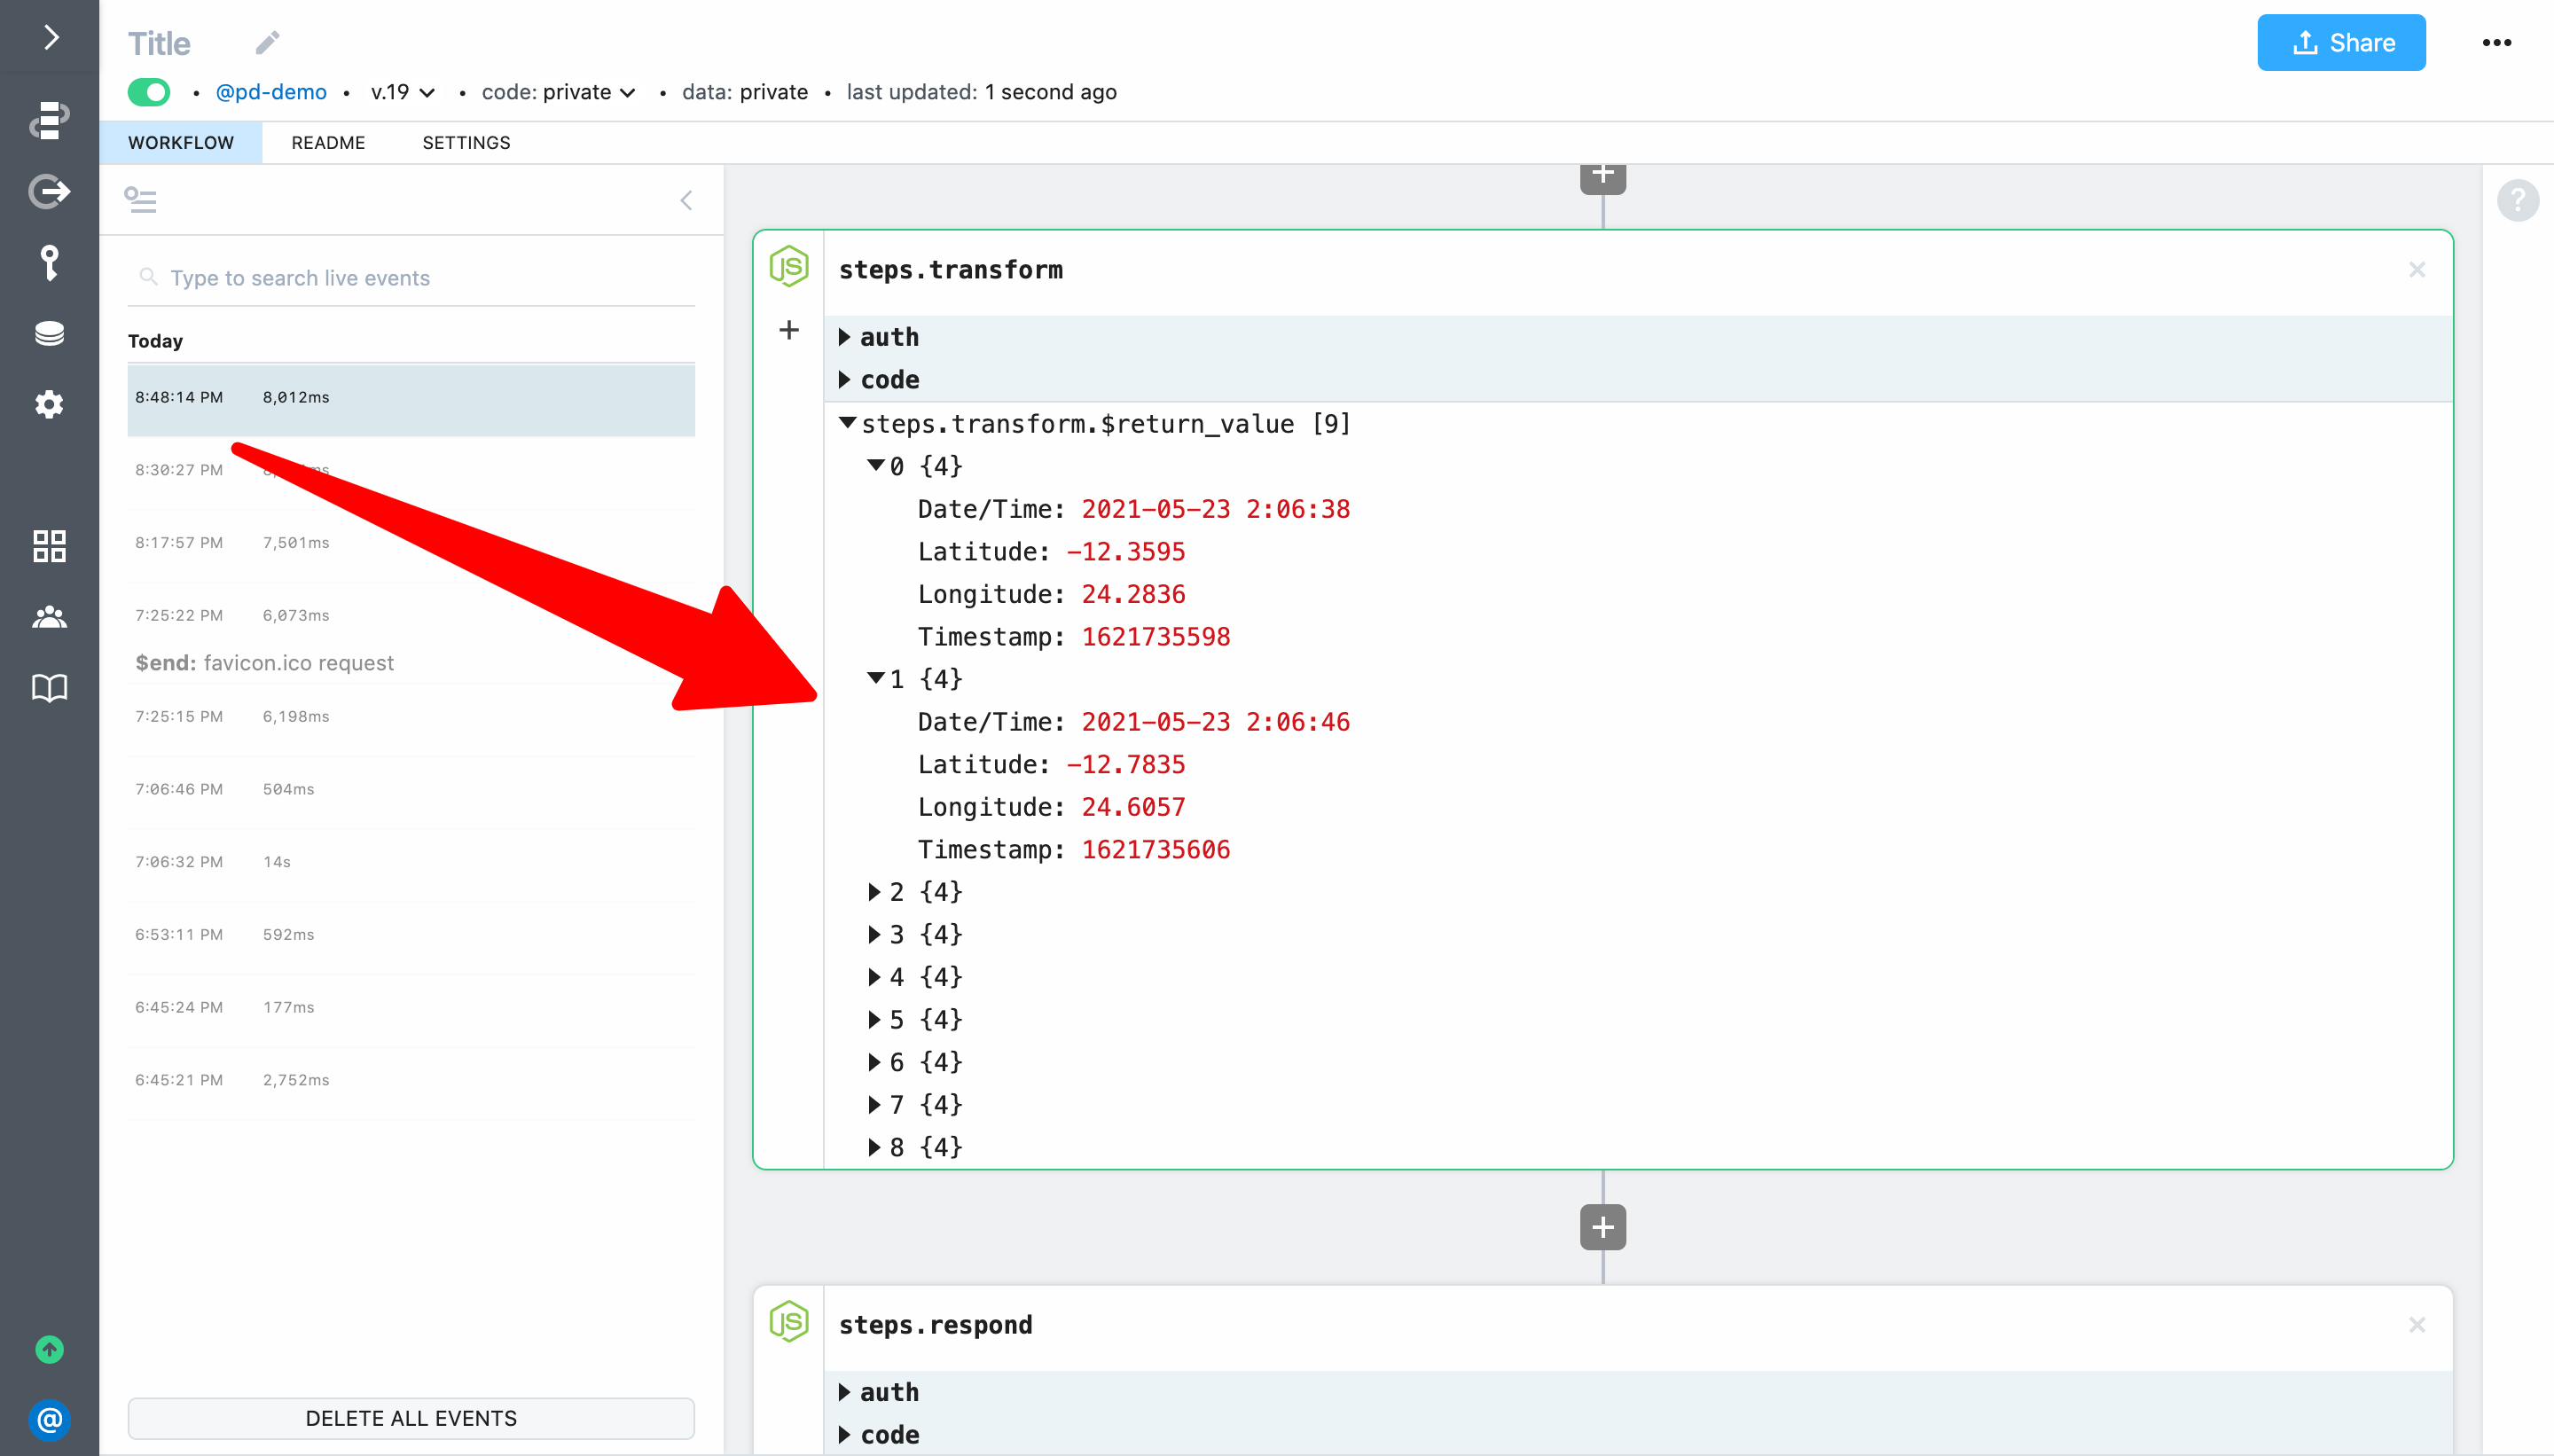 Title
Share
@pd-demo • v.19 • code: private • data: private • last updated: 1 second ago
WORKFLOW README SETTINGS
Type to search live events
Today
8:48:14 PM 8,012ms
8:30:27 PM
8:17:57 PM 7,501ms
7:25:22 PM 6,073ms
$end: favicon.ico request
7:25:15 PM 6,198ms
7:06:46 PM 504ms
7:06:32 PM 14s
6:53:11 PM 592ms
6:45:24 PM 177ms
6:45:21 PM 2,752ms
DELETE ALL EVENTS
JS steps.transform
auth
code
steps.transform.$return_value [9]
0 {4}
Date/Time: 2021-05-23 2:06:38
Latitude: -12.3595
Longitude: 24.2836
Timestamp: 1621735598
1 {4}
Date/Time: 2021-05-23 2:06:46
Latitude: -12.7835
Longitude: 24.6057
Timestamp: 1621735606
2 {4}
3 {4}
4 {4}
5 {4}
6 {4}
7 {4}
8 {4}
JS steps.respond
auth
code